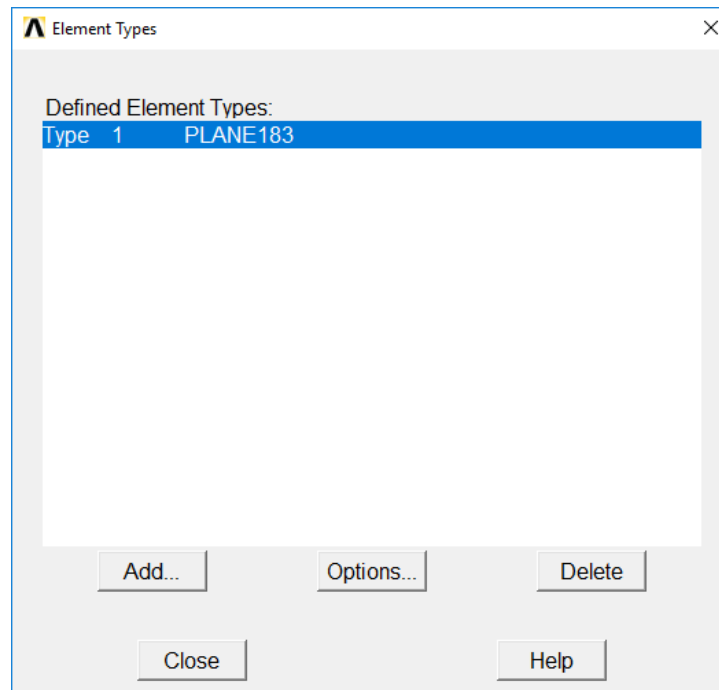 Element Types
Defined Element Types:
Type 1 PLANE183
Add... Options... Delete
Close Help